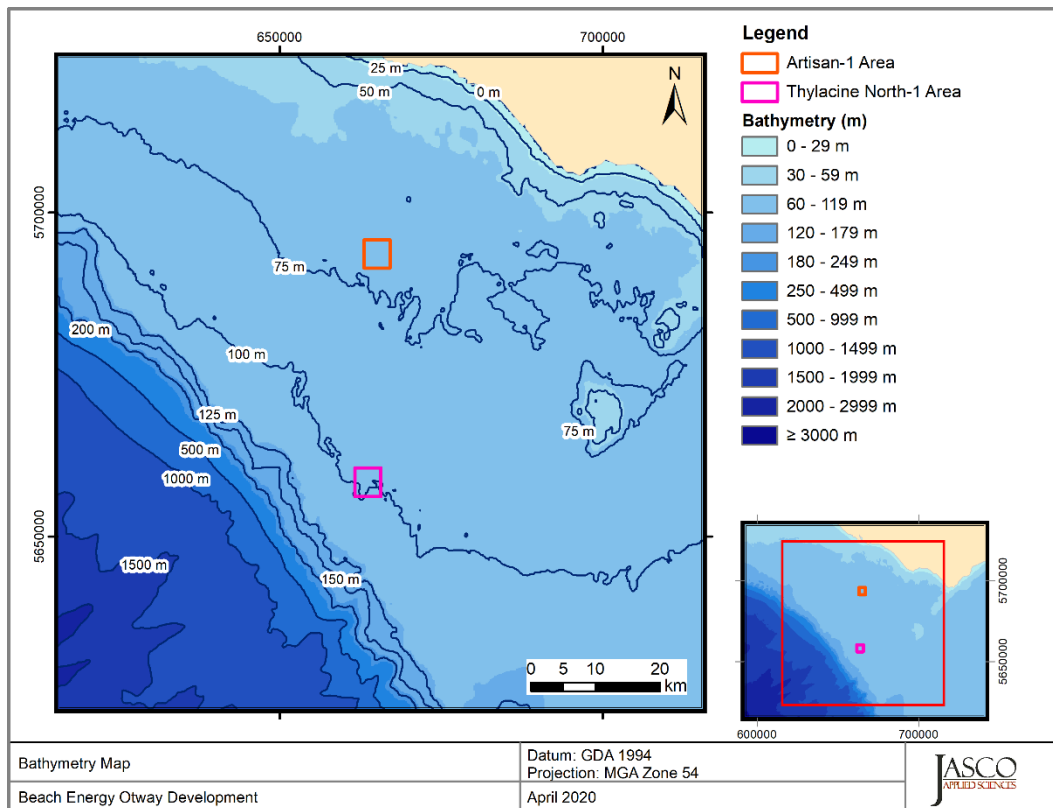 650000
700000
5700000
5650000
25 m
50 m
0 m
75 m
100 m
200 m
125 m
500 m
1000 m
75 m
1500 m
150 m
N
0 5 10 20
km
Legend
Artisan-1 Area
Thylacine North-1 Area
Bathymetry (m)
0 - 29 m
30 - 59 m
60 - 119 m
120 - 179 m
180 - 249 m
250 - 499 m
500 - 999 m
1000 - 1499 m
1500 - 1999 m
2000 - 2999 m
≥ 3000 m
5700000
5650000
600000
700000
Bathymetry Map
Datum: GDA 1994
Projection: MGA Zone 54
Beach Energy Otway Development
April 2020
JASCO
APPLIED SCIENCES